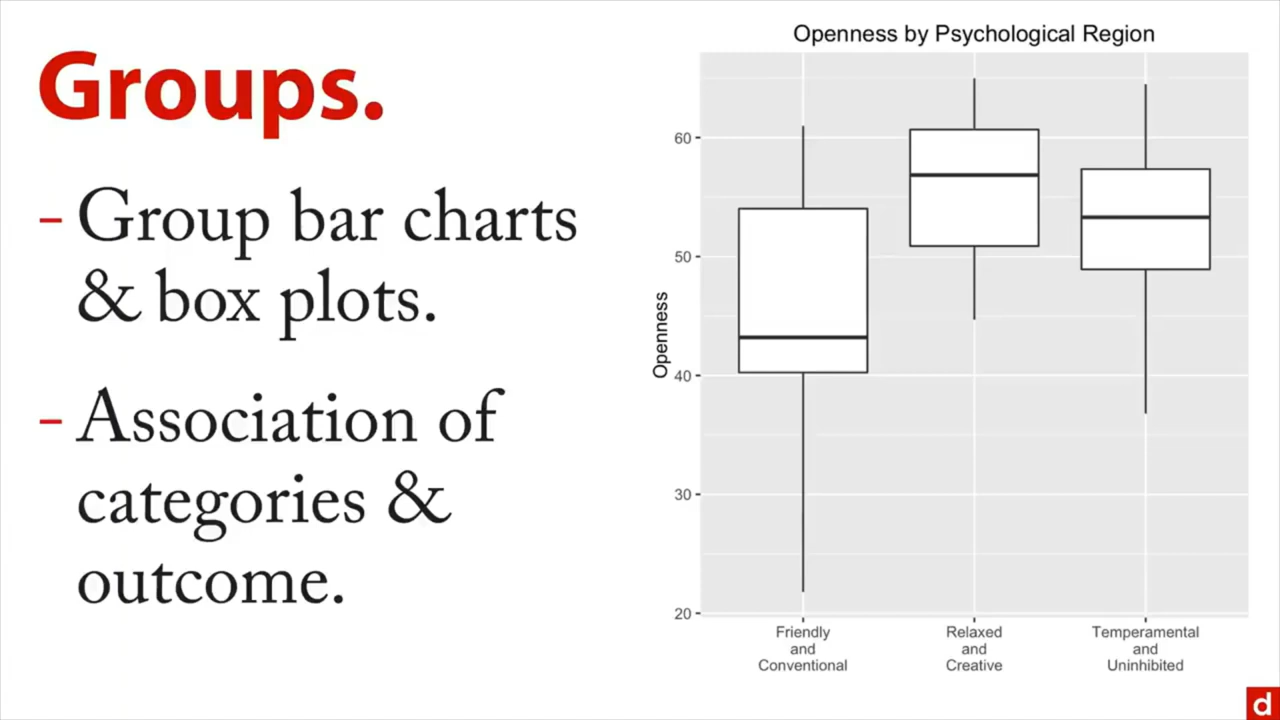 Groups.
– Group bar charts
& box plots.
– Association of
categories &
outcome.
Openness by Psychological Region
Openness
60
50
40
30
20
Friendly
and
Conventional
Relaxed
and
Creative
Temperamental
and
Uninhibited
d